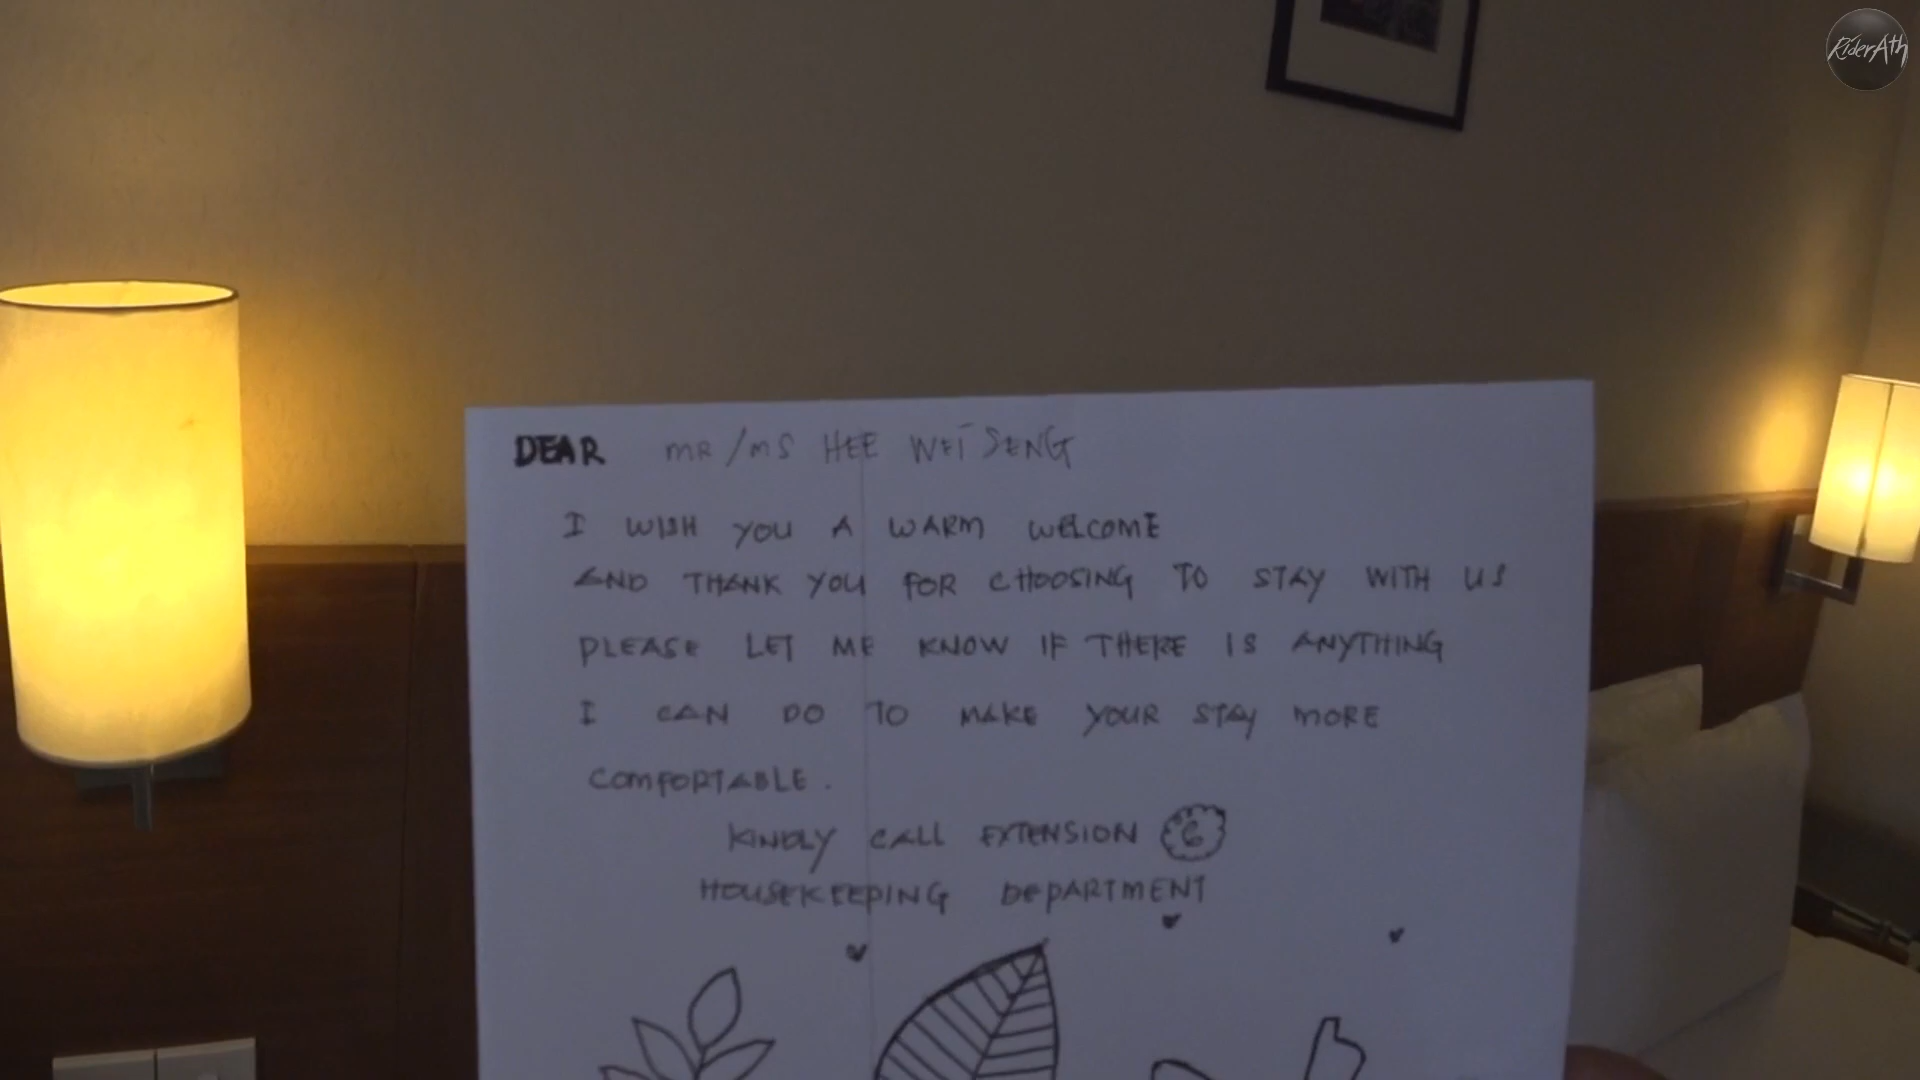 RiderAth
DEAR MR/MS HEE WEI SENG
I WISH YOU A WARM WELCOME
AND THANK YOU FOR CHOOSING TO STAY WITH US
PLEASE LET ME KNOW IF THERE IS ANYTHING
I CAN DO TO MAKE YOUR STAY MORE
COMFORTABLE.
KINDLY CALL EXTENSION 6
HOUSEKEEPING DEPARTMENT